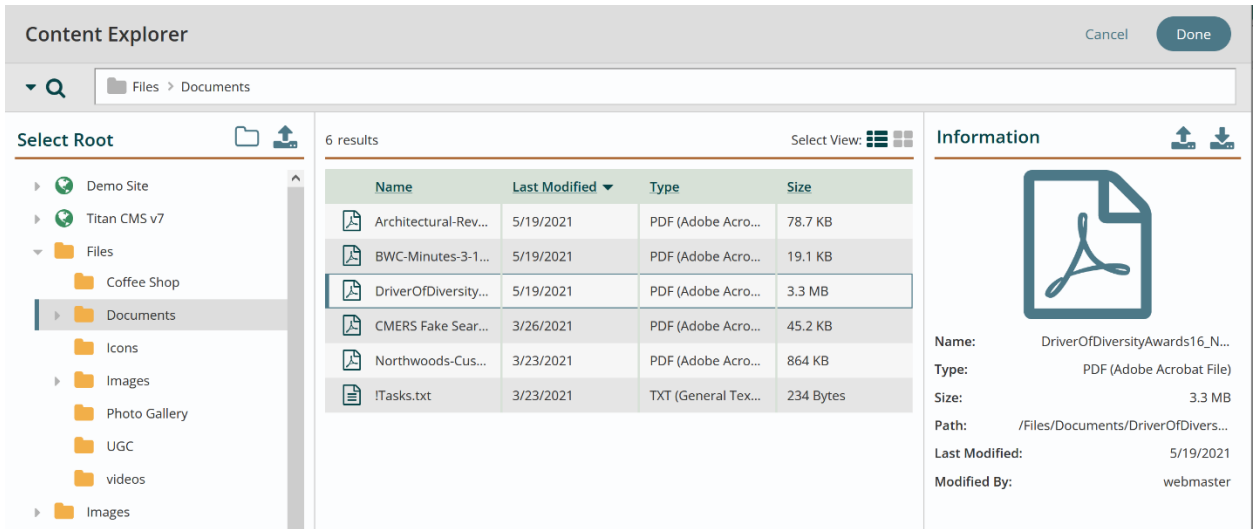 Content Explorer
Cancel
Done
Files > Documents
Select Root
Demo Site
Titan CMS v7
Files
Coffee Shop
Documents
Icons
Images
Photo Gallery
UGC
videos
Images
6 results
Select View:
Name Last Modified Type Size
Architectural-Rev... 5/19/2021 PDF (Adobe Acro... 78.7 KB
BWC-Minutes-3-1... 5/19/2021 PDF (Adobe Acro... 19.1 KB
DriverOfDiversity... 5/19/2021 PDF (Adobe Acro... 3.3 MB
CMERS Fake Sear... 3/26/2021 PDF (Adobe Acro... 45.2 KB
Northwoods-Cus... 3/23/2021 PDF (Adobe Acro... 864 KB
!Tasks.txt 3/23/2021 TXT (General Tex... 234 Bytes
Information
Name: DriverOfDiversityAwards16_N...
Type: PDF (Adobe Acrobat File)
Size: 3.3 MB
Path: /Files/Documents/DriverOfDivers...
Last Modified: 5/19/2021
Modified By: webmaster